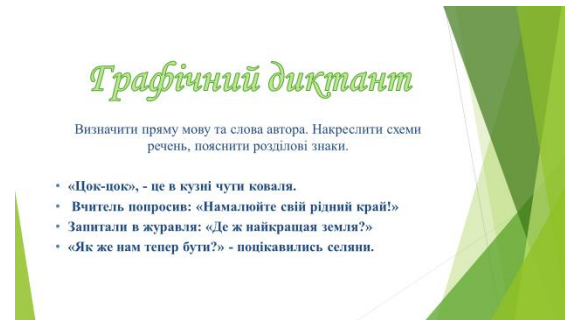 Графічний диктант
Визначити пряму мову та слова автора. Накреслити схеми
речень, пояснити розділові знаки.
• «Цок-цок», - це в кузні чути коваля.
• Вчитель попросив: «Намалюйте свій рідний край!»
• Запитали в журавля: «Де ж найкращая земля?»
• «Як же нам тепер бути?» - поцікавились селяни.